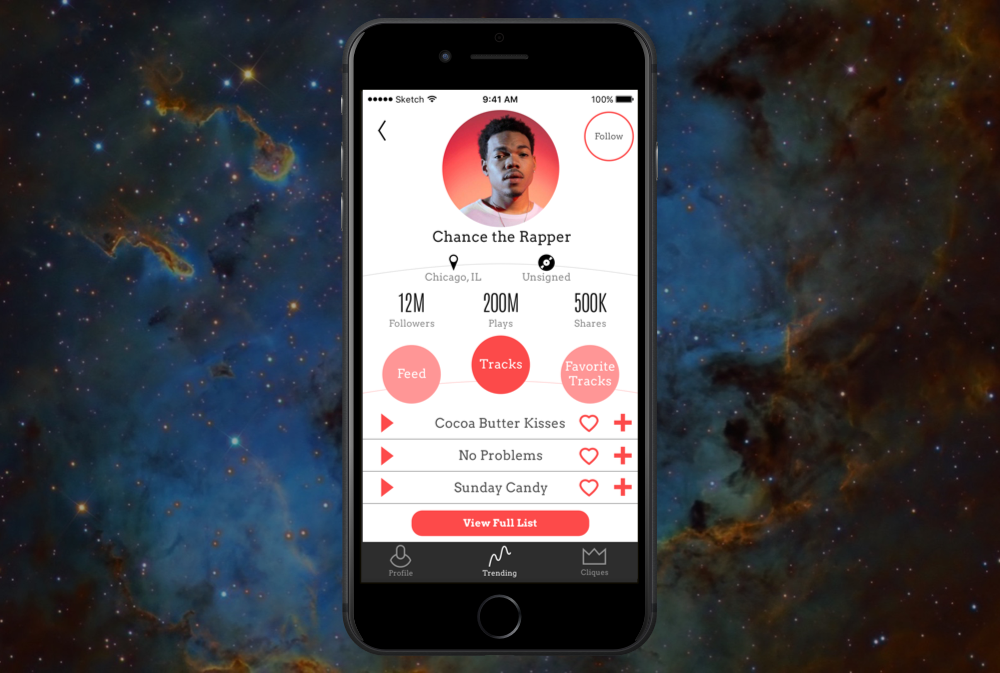 Sketch 9:41 AM 100%
Follow
Chance the Rapper
Chicago, IL Unsigned
12M 200M 500K
Followers Plays Shares
Feed Tracks Favorite
Tracks
Cocoa Butter Kisses
No Problems
Sunday Candy
View Full List
Profile Trending Cliques